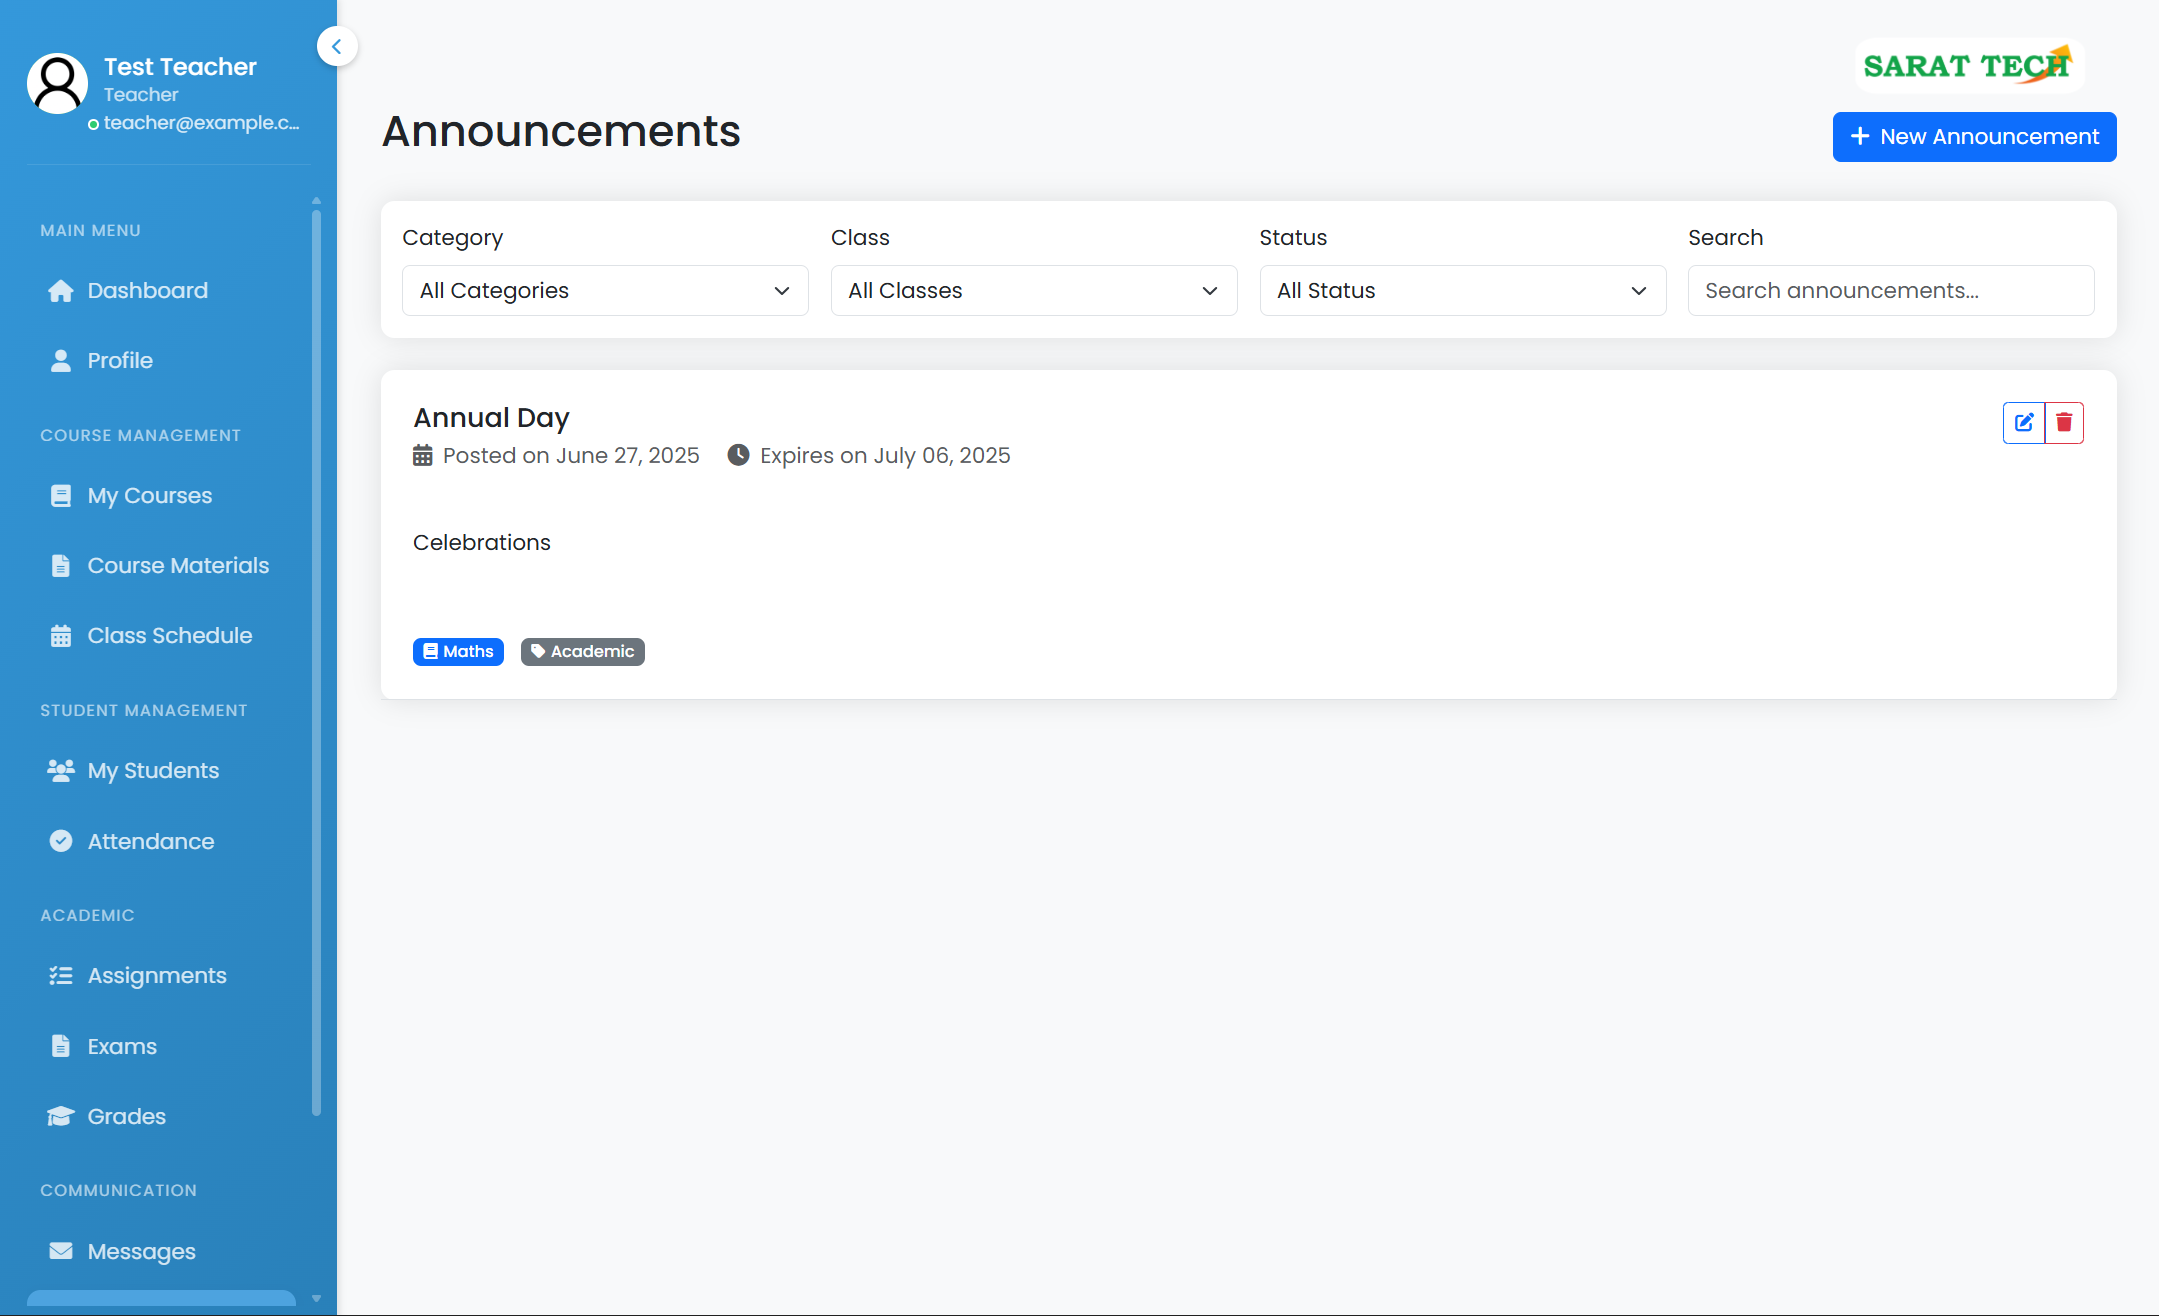 Test Teacher
Teacher
teacher@example.c...
MAIN MENU
Dashboard
Profile
COURSE MANAGEMENT
My Courses
Course Materials
Class Schedule
STUDENT MANAGEMENT
My Students
Attendance
ACADEMIC
Assignments
Exams
Grades
COMMUNICATION
Messages
SARAT TECH
Announcements
New Announcement
Category
Class
Status
Search
All Categories
All Classes
All Status
Search announcements...
Annual Day
Posted on June 27, 2025 Expires on July 06, 2025
Celebrations
Maths Academic